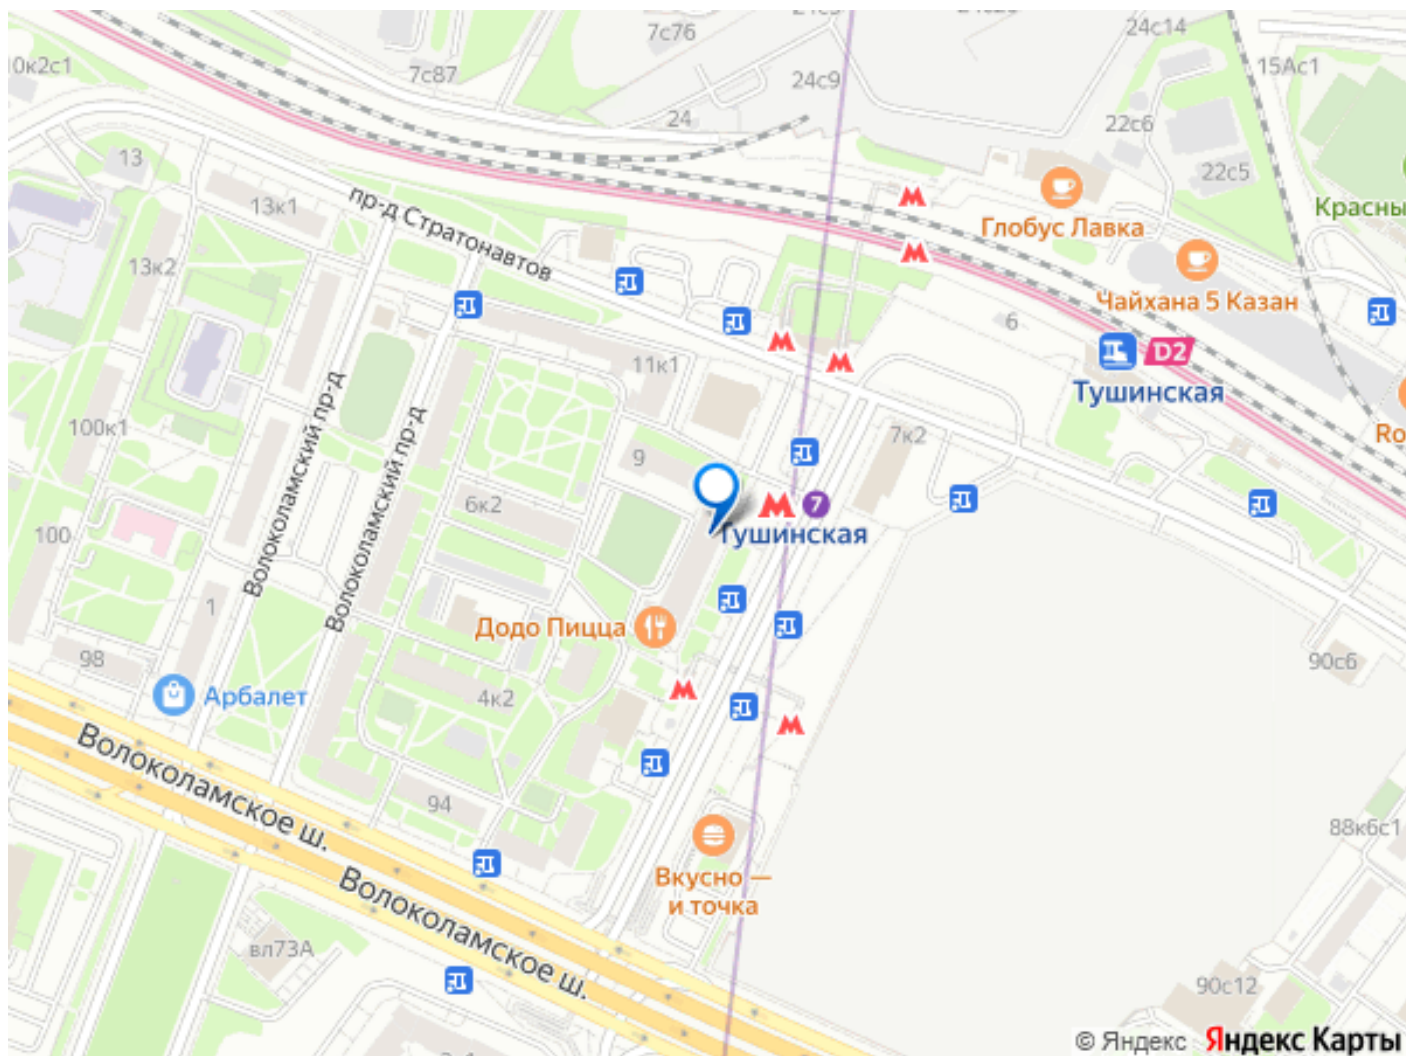 24с14
7с76
10к2с1
7с87
24с9
15Ас1
24
22с6
13
22с5
13к1
пр-д Стратонавтов
Красны
Глобус Лавка
13к2
Чайхана 5 Казан
6
11к1
D2
Тушинская
100к1
Волоколамский пр-д
Волоколамский пр-д
7к2
Ro
9
6к2
7
Тушинская
100
1
Додо Пицца
98
90с6
Арбалет
4к2
Волоколамское ш.
94
88к6с1
Вкусно —
и точка
Волоколамское ш.
вл73А
90с12
© Яндекс Яндекс Карты